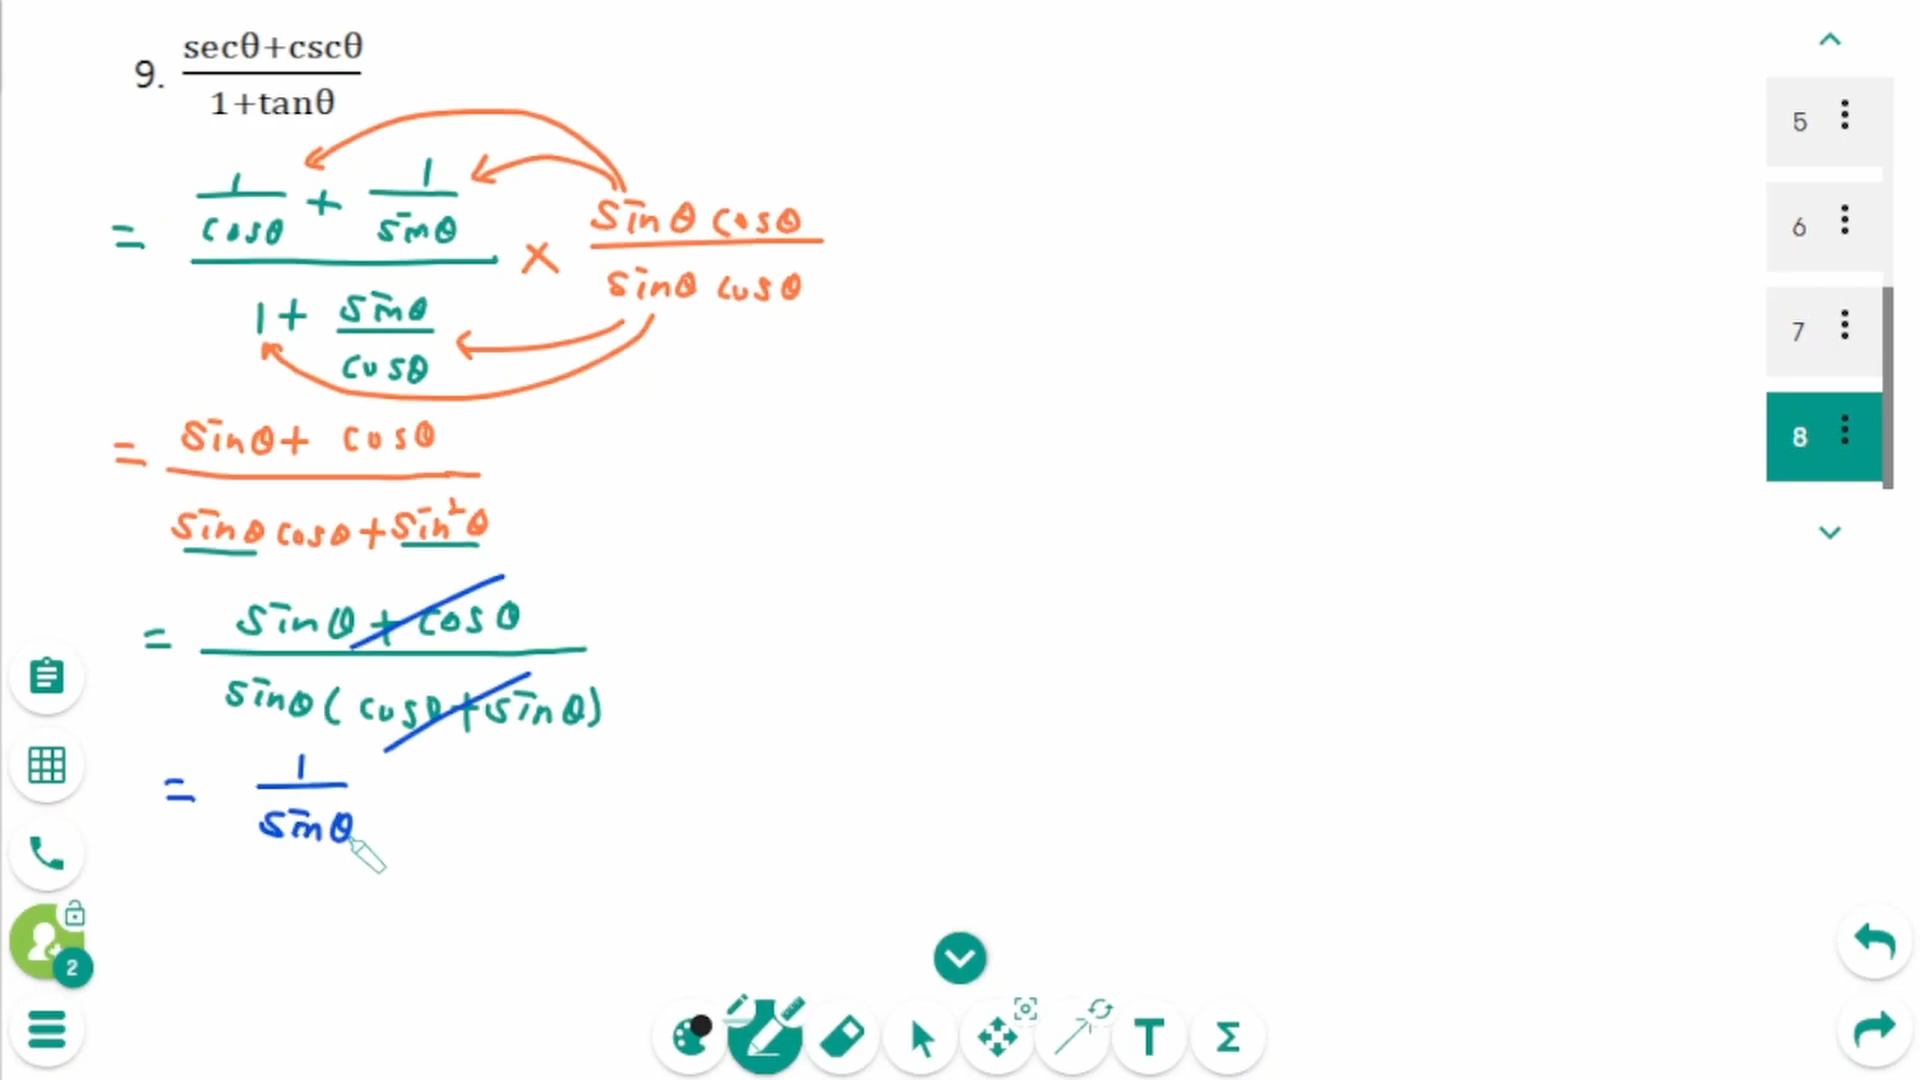 9. secθ+cscθ
1+tanθ
= 1/cosθ + 1/sinθ × sinθ cosθ
1 + sinθ/cosθ sinθ cosθ
= sinθ + cosθ
sinθ cosθ + sin²θ
= sinθ + cosθ
sinθ ( cosθ + sinθ )
= 1
sinθ
5
6
7
8
2
T
Σ